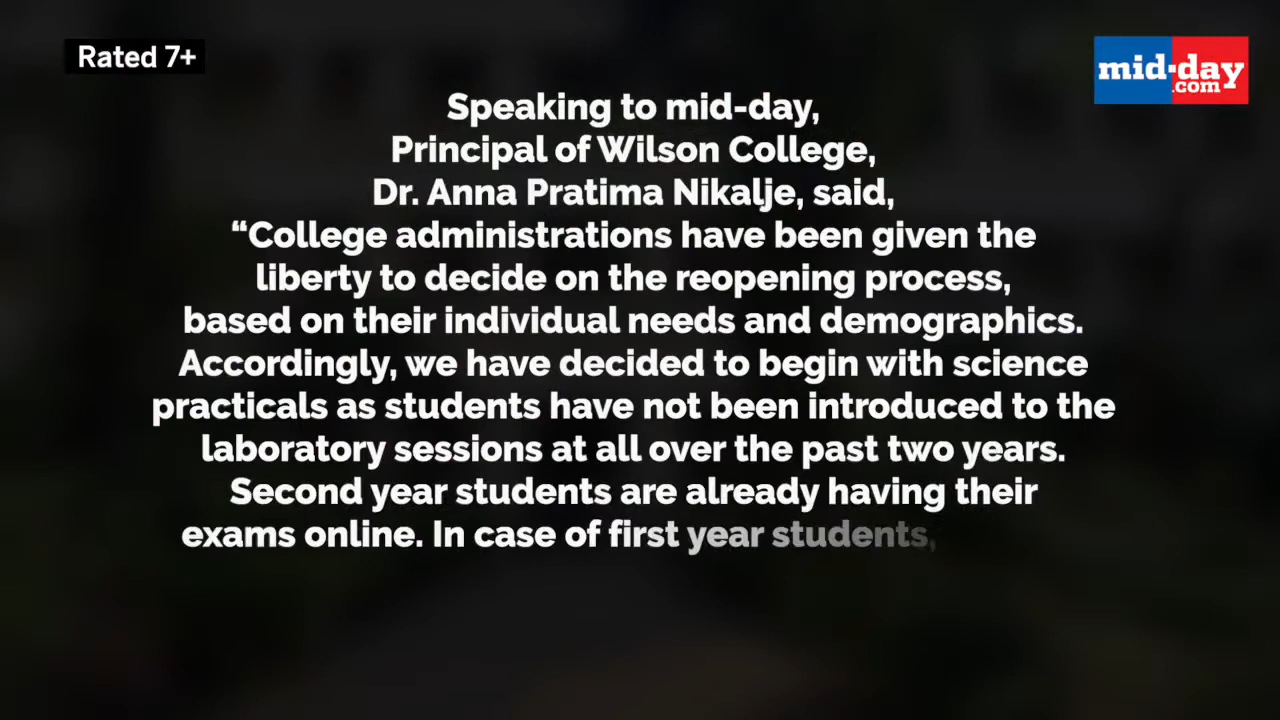 Rated 7+
mid-day
.com
Speaking to mid-day,
Principal of Wilson College,
Dr. Anna Pratima Nikalje, said,
“College administrations have been given the
liberty to decide on the reopening process,
based on their individual needs and demographics.
Accordingly, we have decided to begin with science
practicals as students have not been introduced to the
laboratory sessions at all over the past two years.
Second year students are already having their
exams online. In case of first year students,